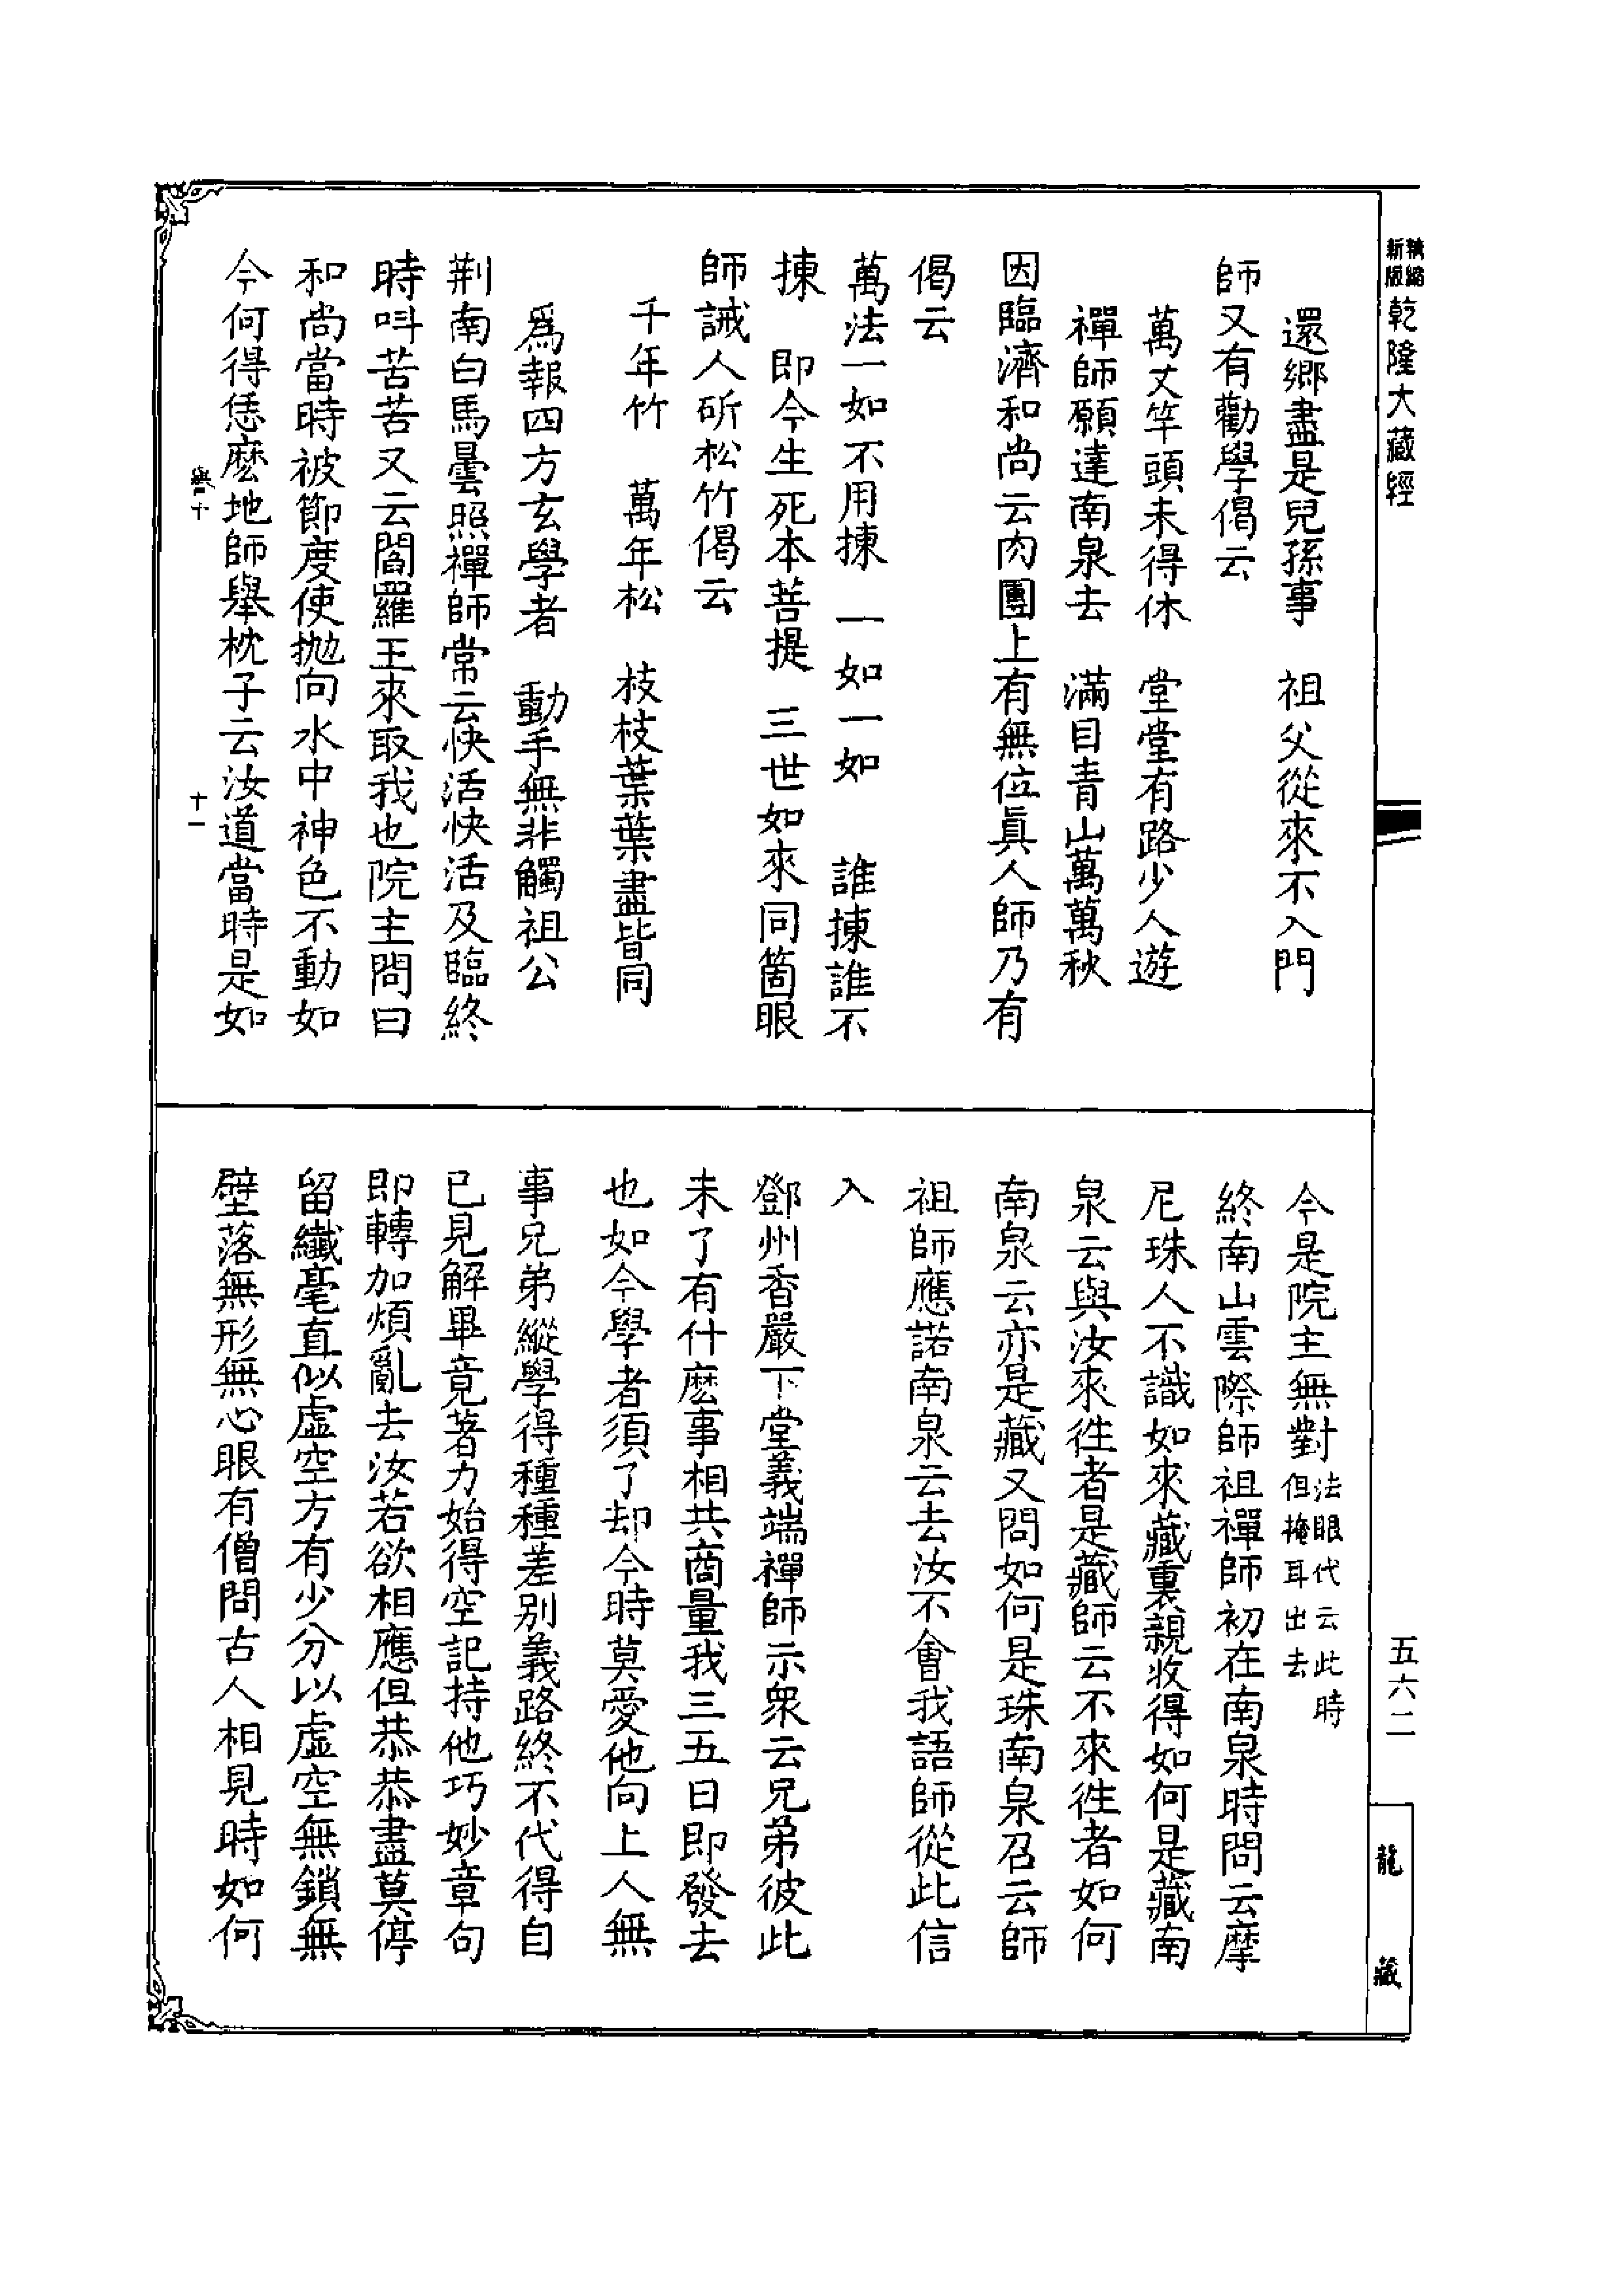 精縮
新版
乾隆大藏經
還鄉盡是兒孫事　祖父從來不入門
師又有勸學偈云
萬丈竿頭未得休　堂堂有路少人遊
禪師願達南泉去　滿目青山萬萬秋
因臨濟和尚云肉團上有無位眞人師乃有
偈云
萬法一如不用揀　一如一如　誰揀誰不
揀　即今生死本菩提　三世如來同箇眼
師誡人斫松竹偈云
千年竹　萬年松　枝枝葉葉盡皆同
爲報四方玄學者　動手無非觸祖公
荆南白馬曇照禪師常云快活快活及臨終
時呌苦苦又云閻羅王來取我也院主問曰
和尚當時被節度使拋向水中神色不動如
今何得恁麽地師舉枕子云汝道當時是如
十一
今是院主無對法眼代云此時
但掩耳出去
終南山雲際師祖禪師初在南泉時問云摩
尼珠人不識如來藏裏親收得如何是藏南
泉云與汝來徃者是藏師云不來徃者如何
南泉云亦是藏又問如何是珠南泉召云師
祖師應諾南泉云去汝不會我語師從此信
入
鄧州香嚴下堂義端禪師示衆云兄弟彼此
未了有什麽事相共商量我三五日即發去
也如今學者須了却今時莫愛他向上人無
事兄弟縱學得種種差別義路終不代得自
已見解畢竟著力始得空記持他巧妙章句
即轉加煩亂去汝若欲相應但恭恭盡莫停
留纖毫直似虛空方有少分以虛空無鎖無
壁落無形無心眼有僧問古人相見時如何
五六二
龍藏